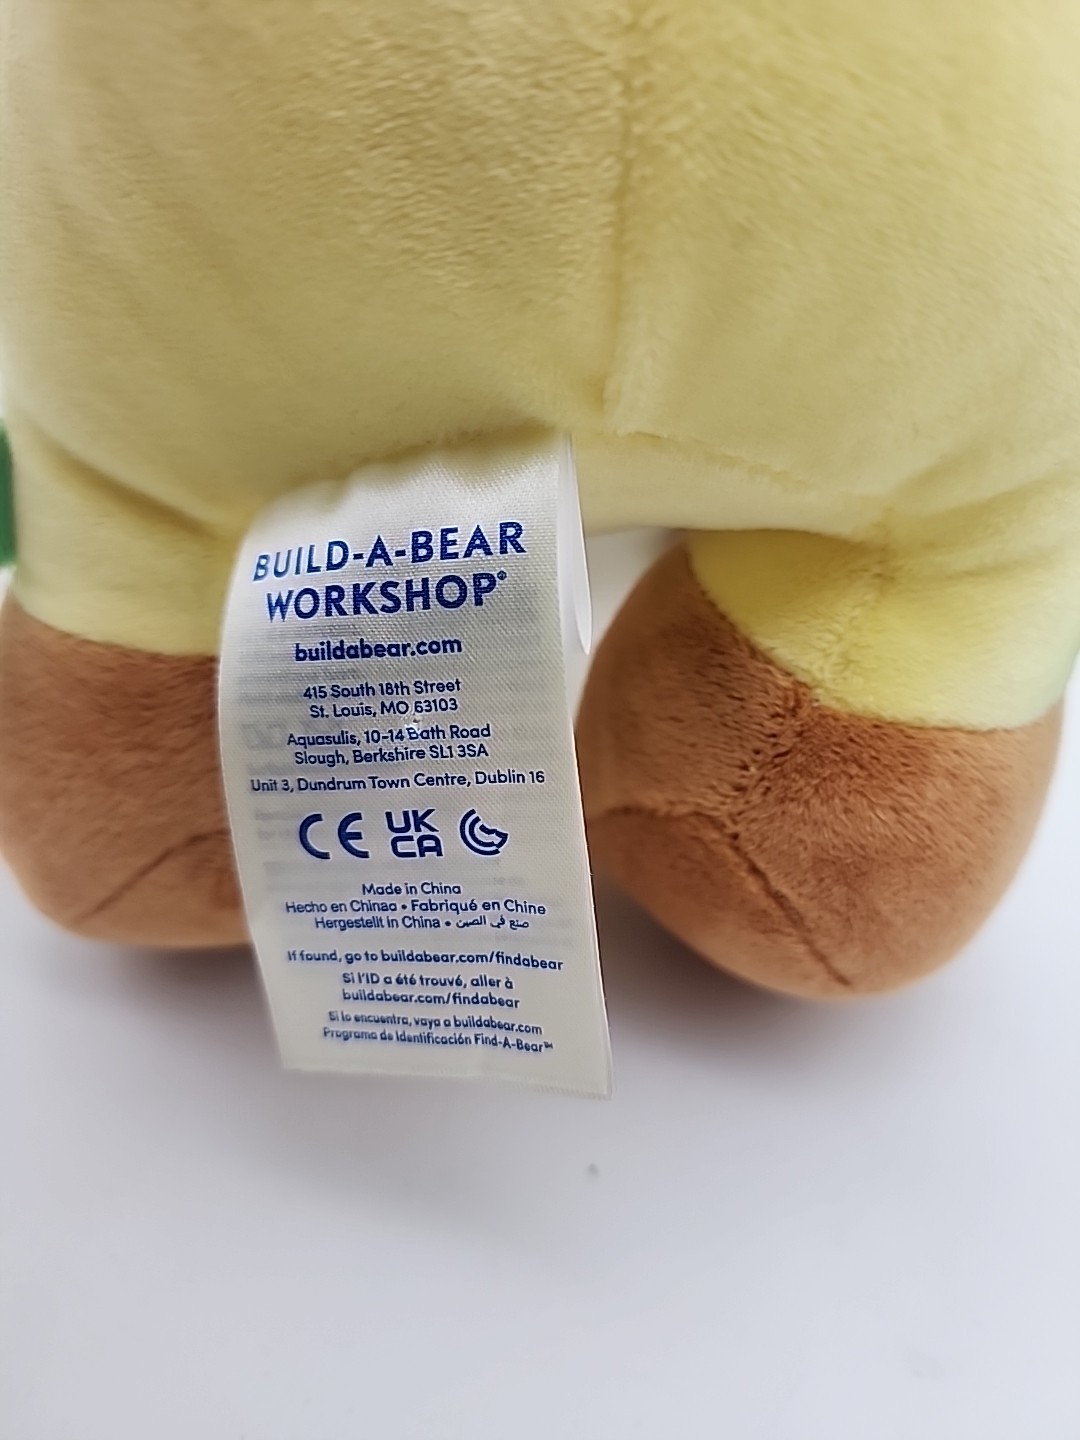 BUILD-A-BEAR
WORKSHOP®
buildabear.com
415 South 18th Street
St. Louis, MO 63103
Aquasulis, 10-14 Bath Road
Slough, Berkshire SL1 3SA
Unit 3, Dundrum Town Centre, Dublin 16
CE UK
CA
Made in China
Hecho en Chinao • Fabriqué en Chine
Hergestellt in China • صنع في الصين
If found, go to buildabear.com/findabear
Si l'ID a été trouvé, aller à
buildabear.com/findabear
Si lo encuentra, vaya a buildabear.com
Programa de Identificación Find-A-Bear℠